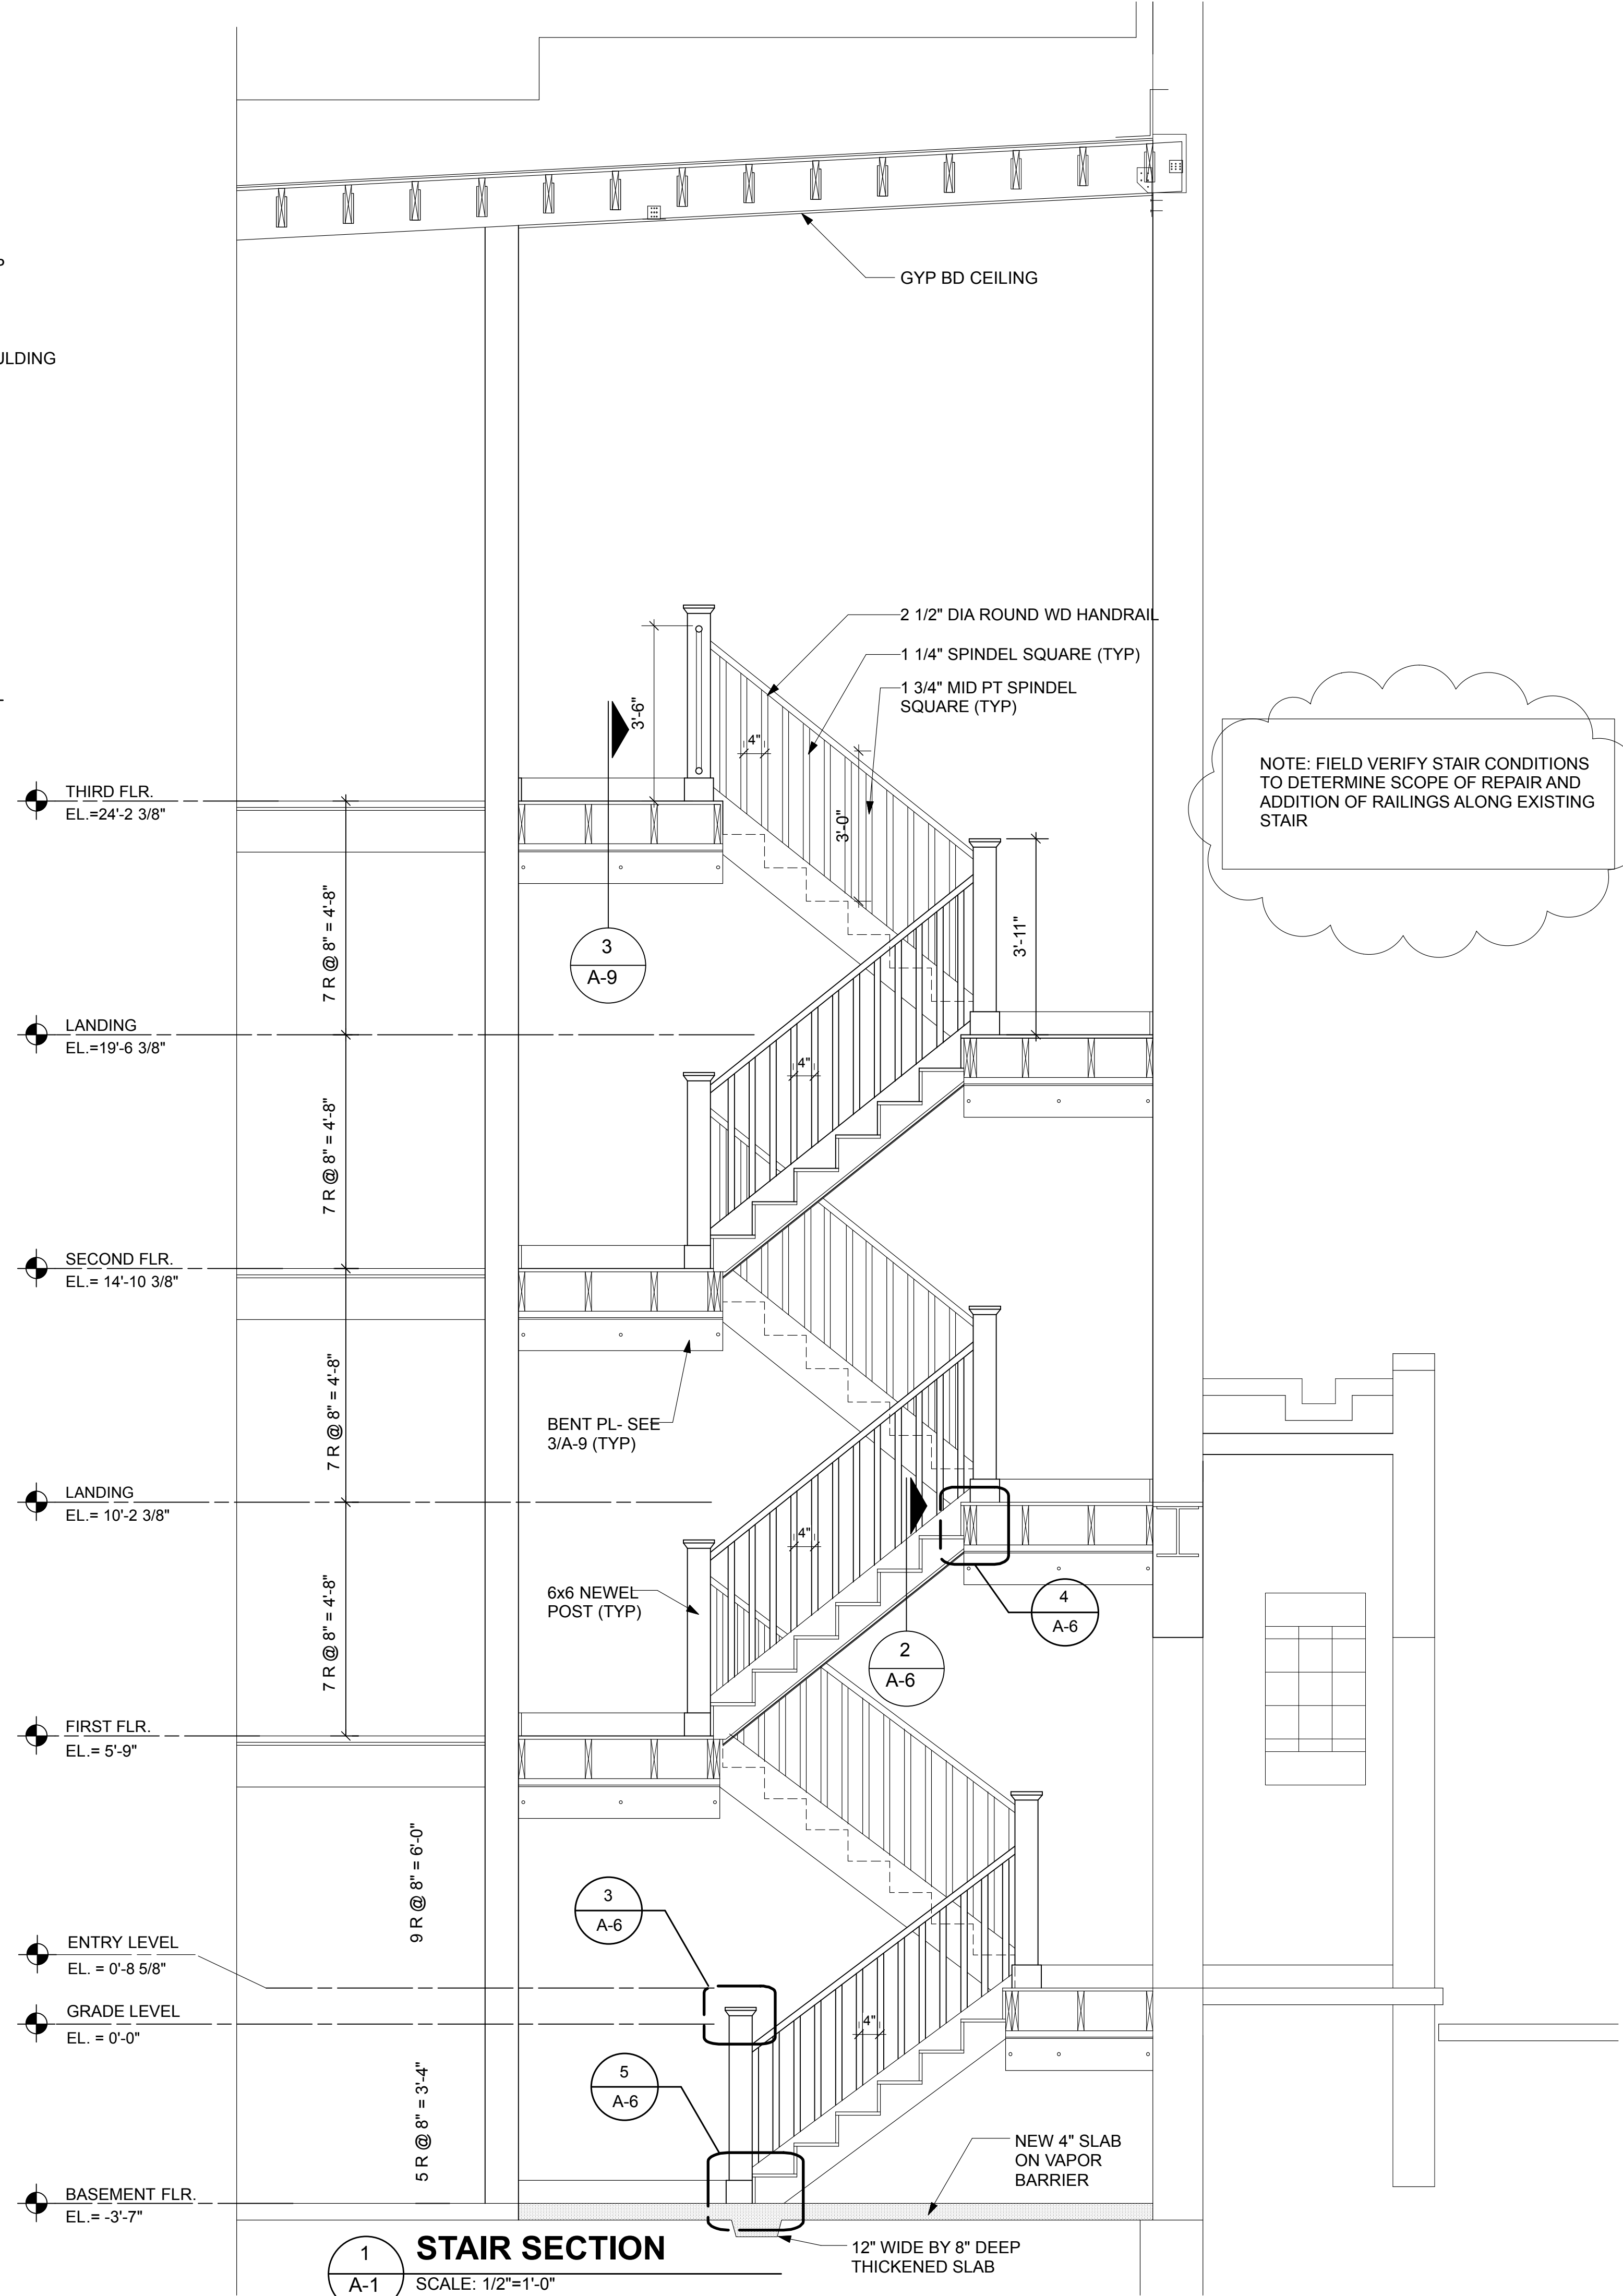 ULDING
GYP BD CEILING
2 1/2" DIA ROUND WD HANDRAIL
1 1/4" SPINDEL SQUARE (TYP)
1 3/4" MID PT SPINDEL
SQUARE (TYP)
3'-6"
4"
3'-0"
NOTE: FIELD VERIFY STAIR CONDITIONS
TO DETERMINE SCOPE OF REPAIR AND
ADDITION OF RAILINGS ALONG EXISTING
STAIR
THIRD FLR.
EL.=24'-2 3/8"
7 R @ 8" = 4'-8"
3
A-9
3'-11"
LANDING
EL.=19'-6 3/8"
4"
7 R @ 8" = 4'-8"
SECOND FLR.
EL.= 14'-10 3/8"
7 R @ 8" = 4'-8"
BENT PL- SEE
3/A-9 (TYP)
LANDING
EL.= 10'-2 3/8"
4"
7 R @ 8" = 4'-8"
6x6 NEWEL
POST (TYP)
4
A-6
2
A-6
FIRST FLR.
EL.= 5'-9"
9 R @ 8" = 6'-0"
3
A-6
ENTRY LEVEL
EL. = 0'-8 5/8"
GRADE LEVEL
EL. = 0'-0"
4"
5
A-6
5 R @ 8" = 3'-4"
NEW 4" SLAB
ON VAPOR
BARRIER
BASEMENT FLR.
EL.= -3'-7"
12" WIDE BY 8" DEEP
THICKENED SLAB
1
A-1
STAIR SECTION
SCALE: 1/2"=1'-0"